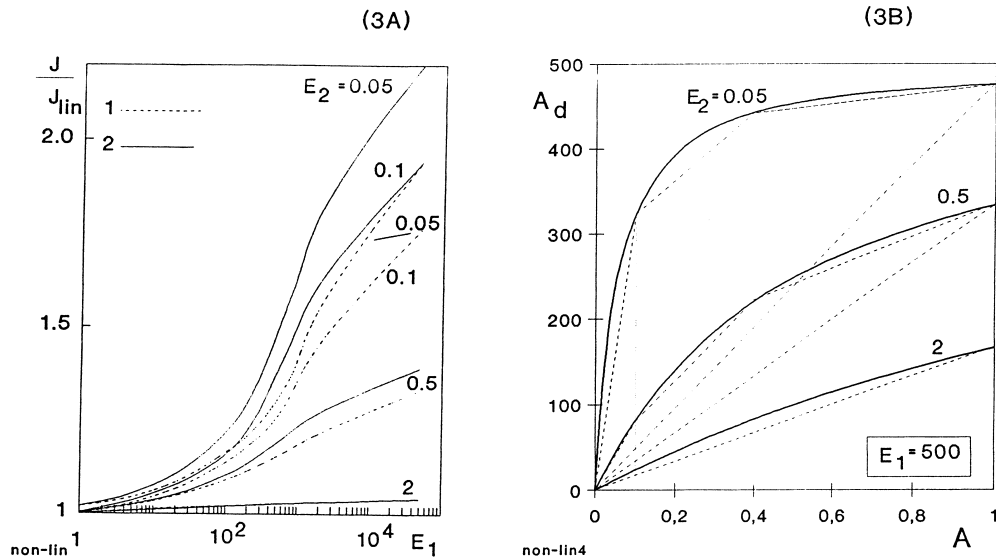 (3A)
J
J lin
1
2
E2 = 0.05
2.0
0.1
0.05
0.1
1.5
0.5
2
1
1
10^2
10^4
E1
non-lin
(3B)
500
Ad
E2 = 0.05
400
0.5
300
200
2
100
E1 = 500
0
0
0,2
0,4
0,6
0,8
1
A
non-lin4